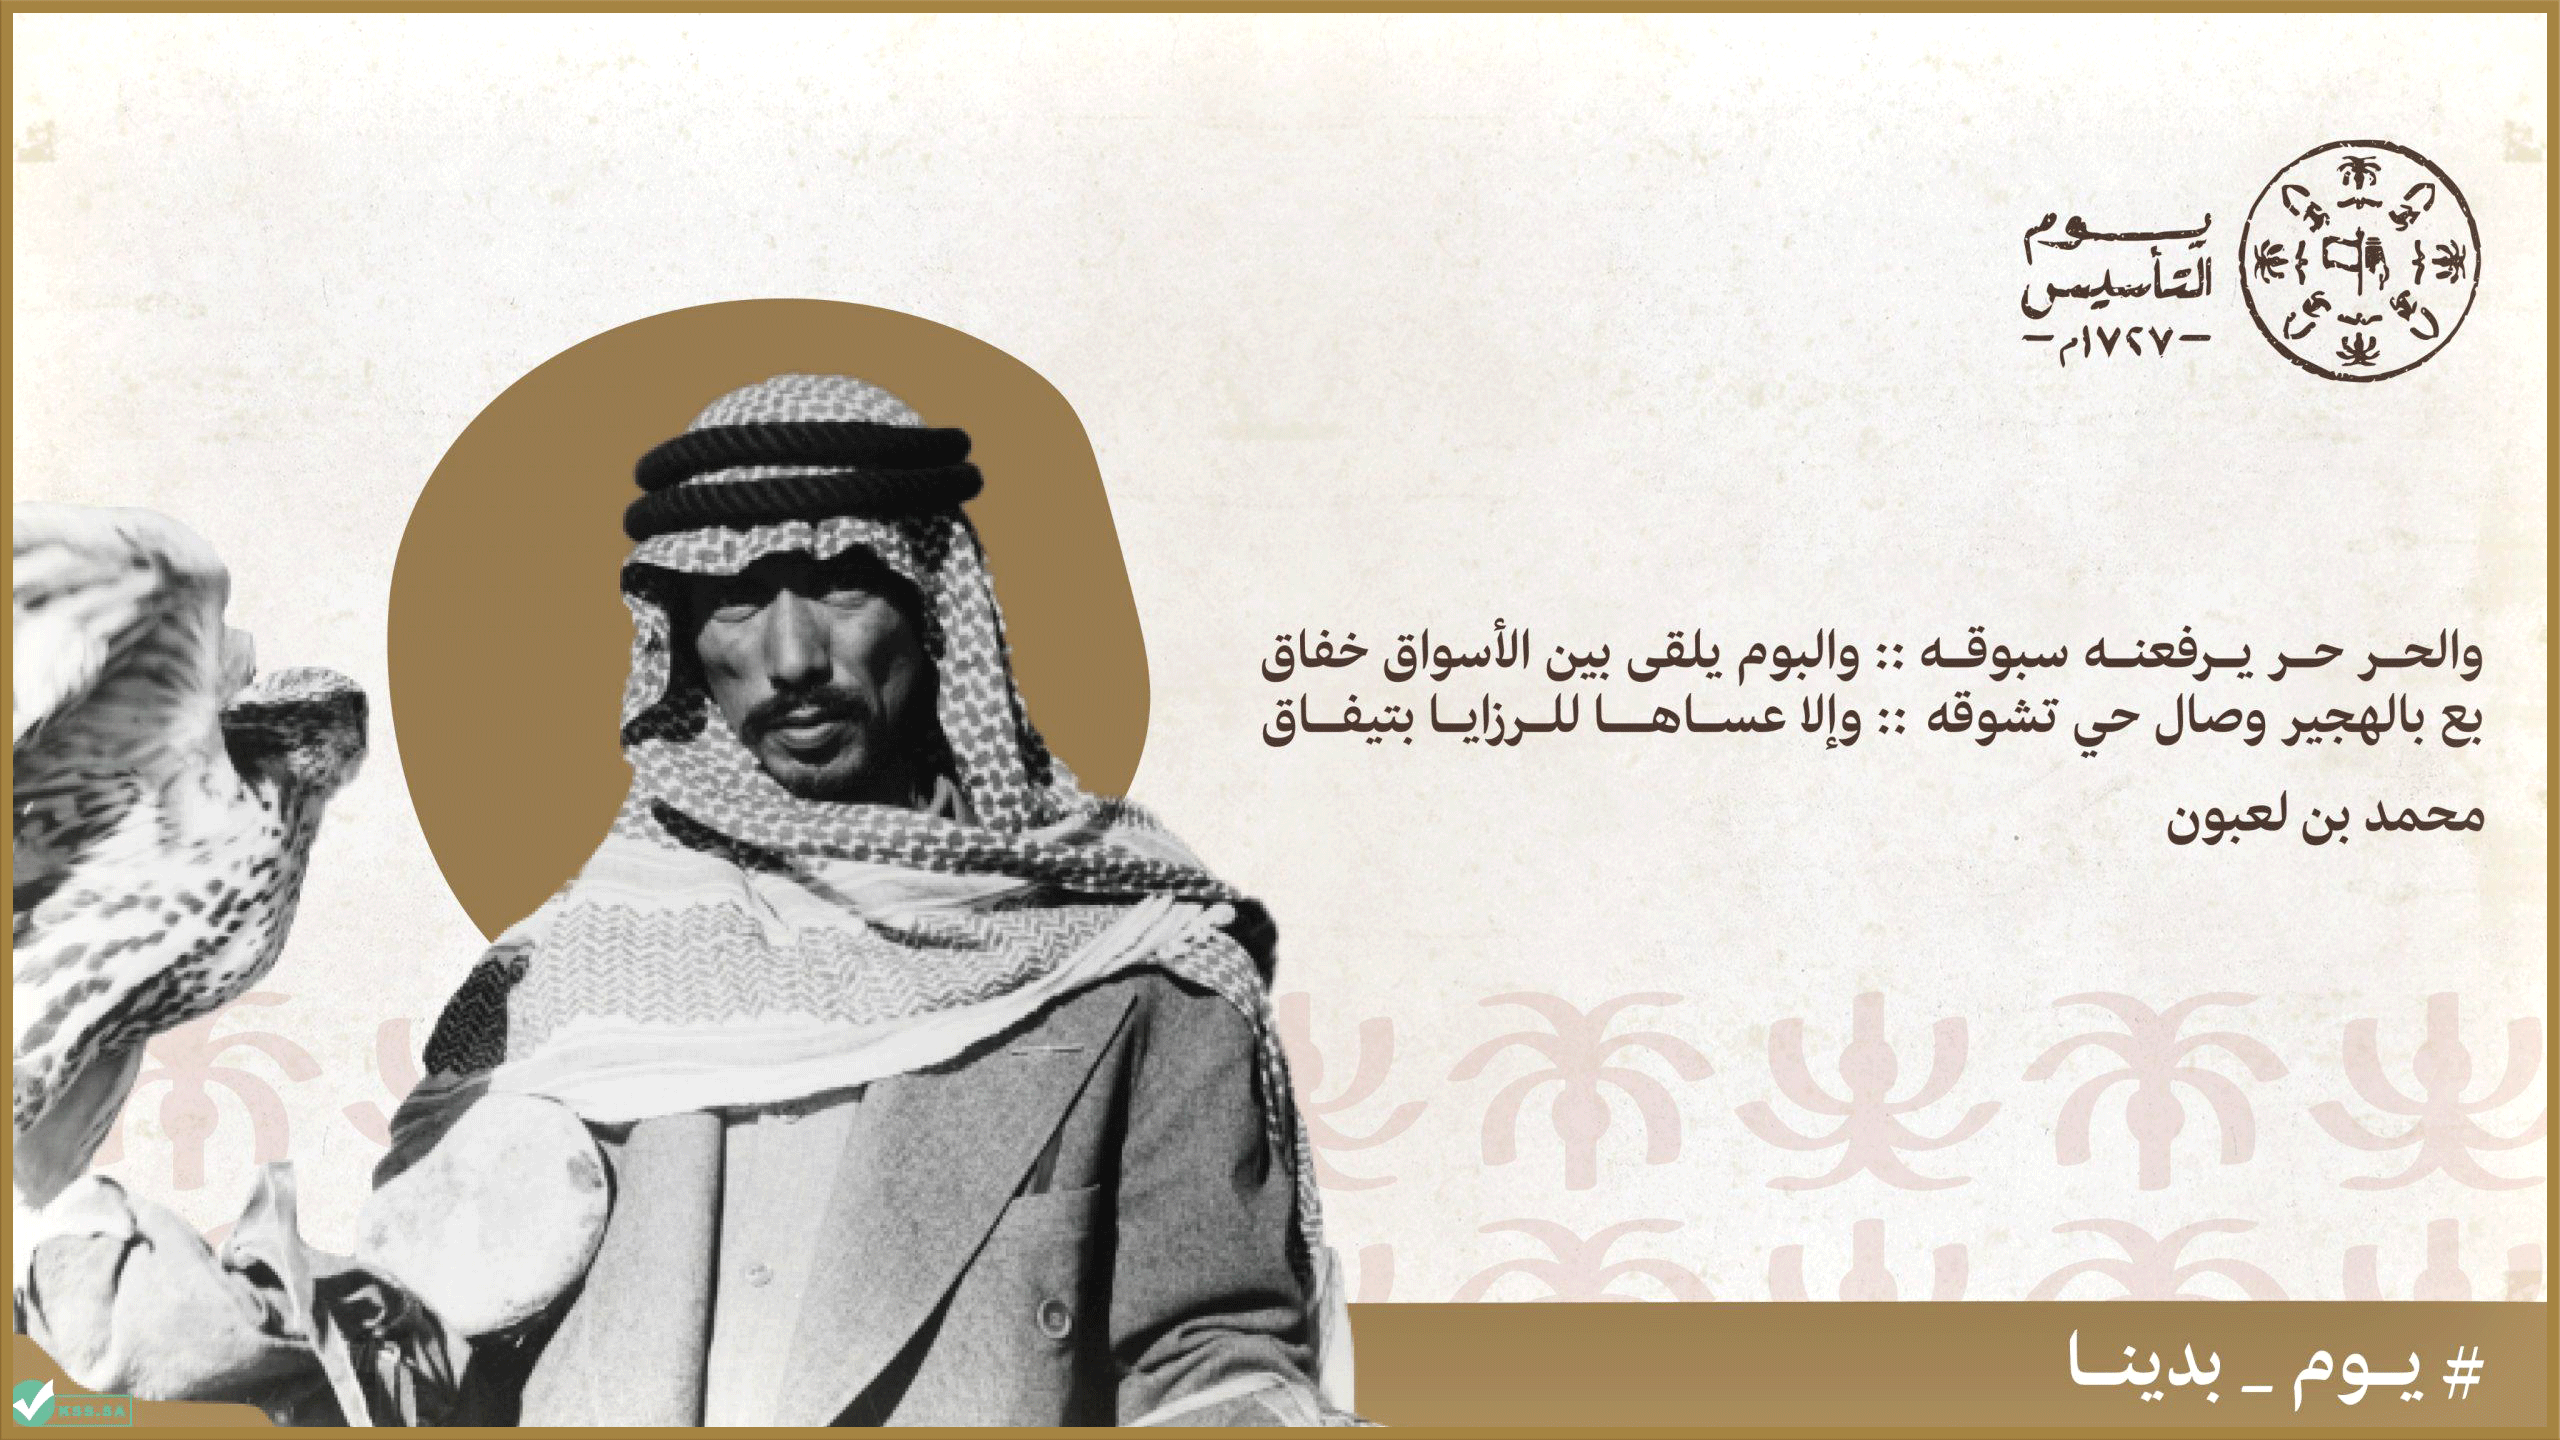 يـــوم
التأسيس
-١٧٢٧م-
والحـر حـر يـرفعنـه سبوقـه :: والبوم يلقى بين الأسواق خفاق
بع بالهجير وصال حي تشوقه :: وإلا عسـاهـا للـرزايـا بتيفـاق
محمد بن لعبون
# يـوم _ بدينـا
KSS.SA